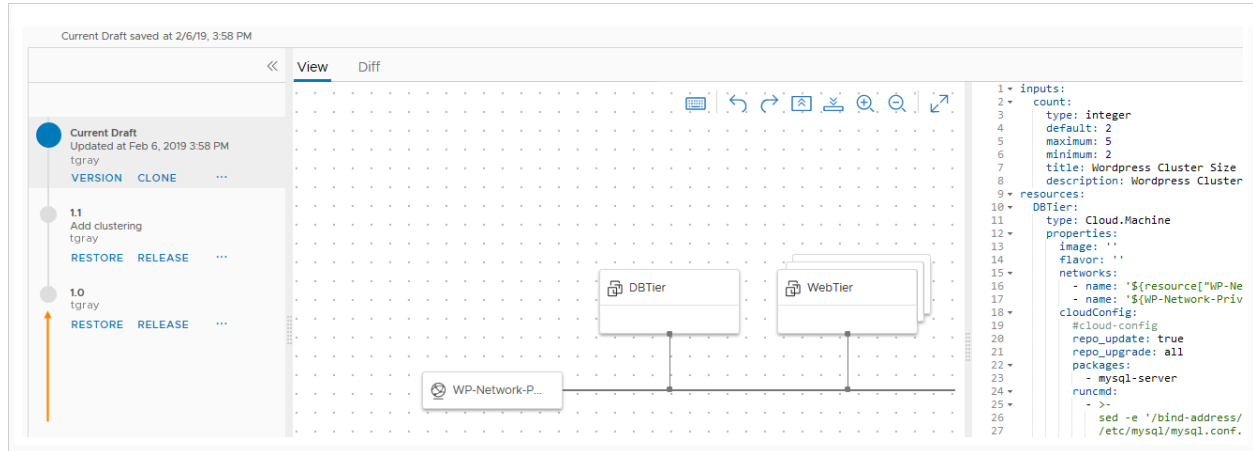 Current Draft saved at 2/6/19, 3:58 PM
View Diff
Current Draft
Updated at Feb 6, 2019 3:58 PM
tgray
VERSION CLONE ...
1.1
Add clustering
tgray
RESTORE RELEASE ...
1.0
tgray
RESTORE RELEASE ...
DBTier
WebTier
WP-Network-P...
1 inputs:
2 count:
3 type: integer
4 default: 2
5 maximum: 5
6 minimum: 2
7 title: Wordpress Cluster Size
8 description: Wordpress Cluster
9 resources:
10 DBTier:
11 type: Cloud.Machine
12 properties:
13 image: ''
14 flavor: ''
15 networks:
16 - name: '${resource["WP-Ne
17 - name: '${WP-Network-Priv
18 cloudConfig:
19 #cloud-config
20 repo_update: true
21 repo_upgrade: all
22 packages:
23 - mysql-server
24 runcmd:
25 - >-
26 sed -e '/bind-address/
27 /etc/mysql/mysql.conf.